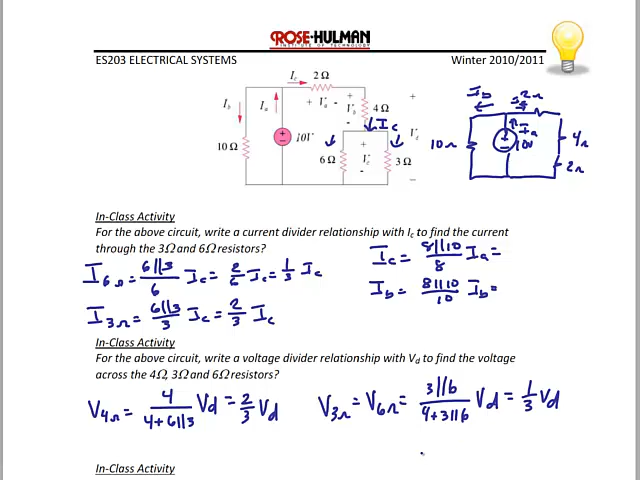 ROSE-HULMAN
INSTITUTE OF TECHNOLOGY
ES203 ELECTRICAL SYSTEMS Winter 2010/2011
Ic 2 Ω
+ Va -
Ib Ia Vb 4 Ω
Ic
Vd
10 Ω 10V 6 Ω Vc 3 Ω
Ib 2Ω
Ia
10Ω 10V 4Ω
2Ω
In-Class Activity
For the above circuit, write a current divider relationship with Ic to find the current
through the 3Ω and 6Ω resistors?
I6Ω = 6||3/6 Ic = 2/6 Ic = 1/3 Ic
I3Ω = 6||3/3 Ic = 2/3 Ic
Ic = 8||10/8 Ia =
Ib = 8||10/10 Ib =
In-Class Activity
For the above circuit, write a voltage divider relationship with Vd to find the voltage
across the 4Ω, 3Ω and 6Ω resistors?
V4Ω = 4/(4+6||3) Vd = 2/3 Vd
V3Ω = V6Ω = 3||6/(4+3||6) Vd = 1/3 Vd
In-Class Activity